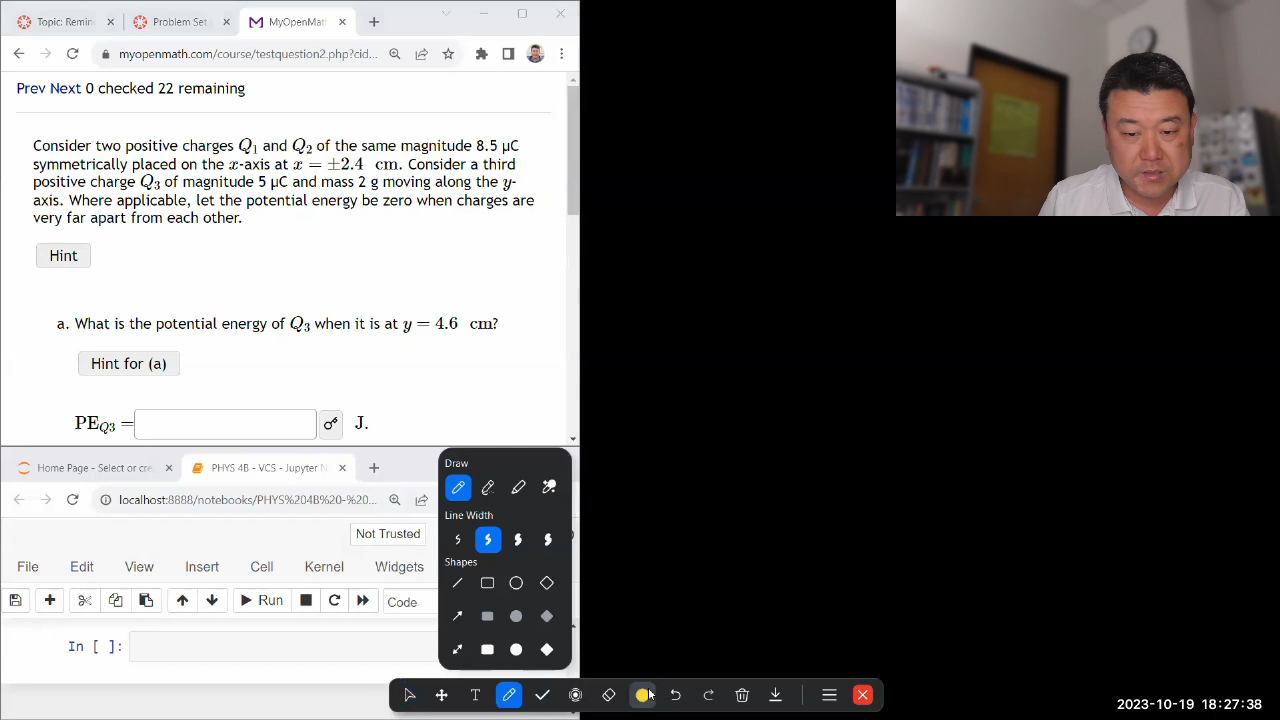 Topic: Remin
Problem Set
MyOpenMath
myopenmath.com/course/testquestion2.php?cid...
Prev Next 0 checked 22 remaining
Consider two positive charges Q₁ and Q₂ of the same magnitude 8.5 µC
symmetrically placed on the x-axis at x = ±2.4 cm. Consider a third
positive charge Q₃ of magnitude 5 µC and mass 2 g moving along the y-
axis. Where applicable, let the potential energy be zero when charges are
very far apart from each other.
Hint
a. What is the potential energy of Q₃ when it is at y = 4.6 cm?
Hint for (a)
PE_Q3 = J.
Home Page - Select or cre
PHYS 4B - VCS - Jupyter N
localhost:8888/notebooks/PHYS%204B%20-%20...
Not Trusted
File Edit View Insert Cell Kernel Widgets
Run Code
In [ ]:
Draw
Line Width
Shapes
2023-10-19 18:27:38